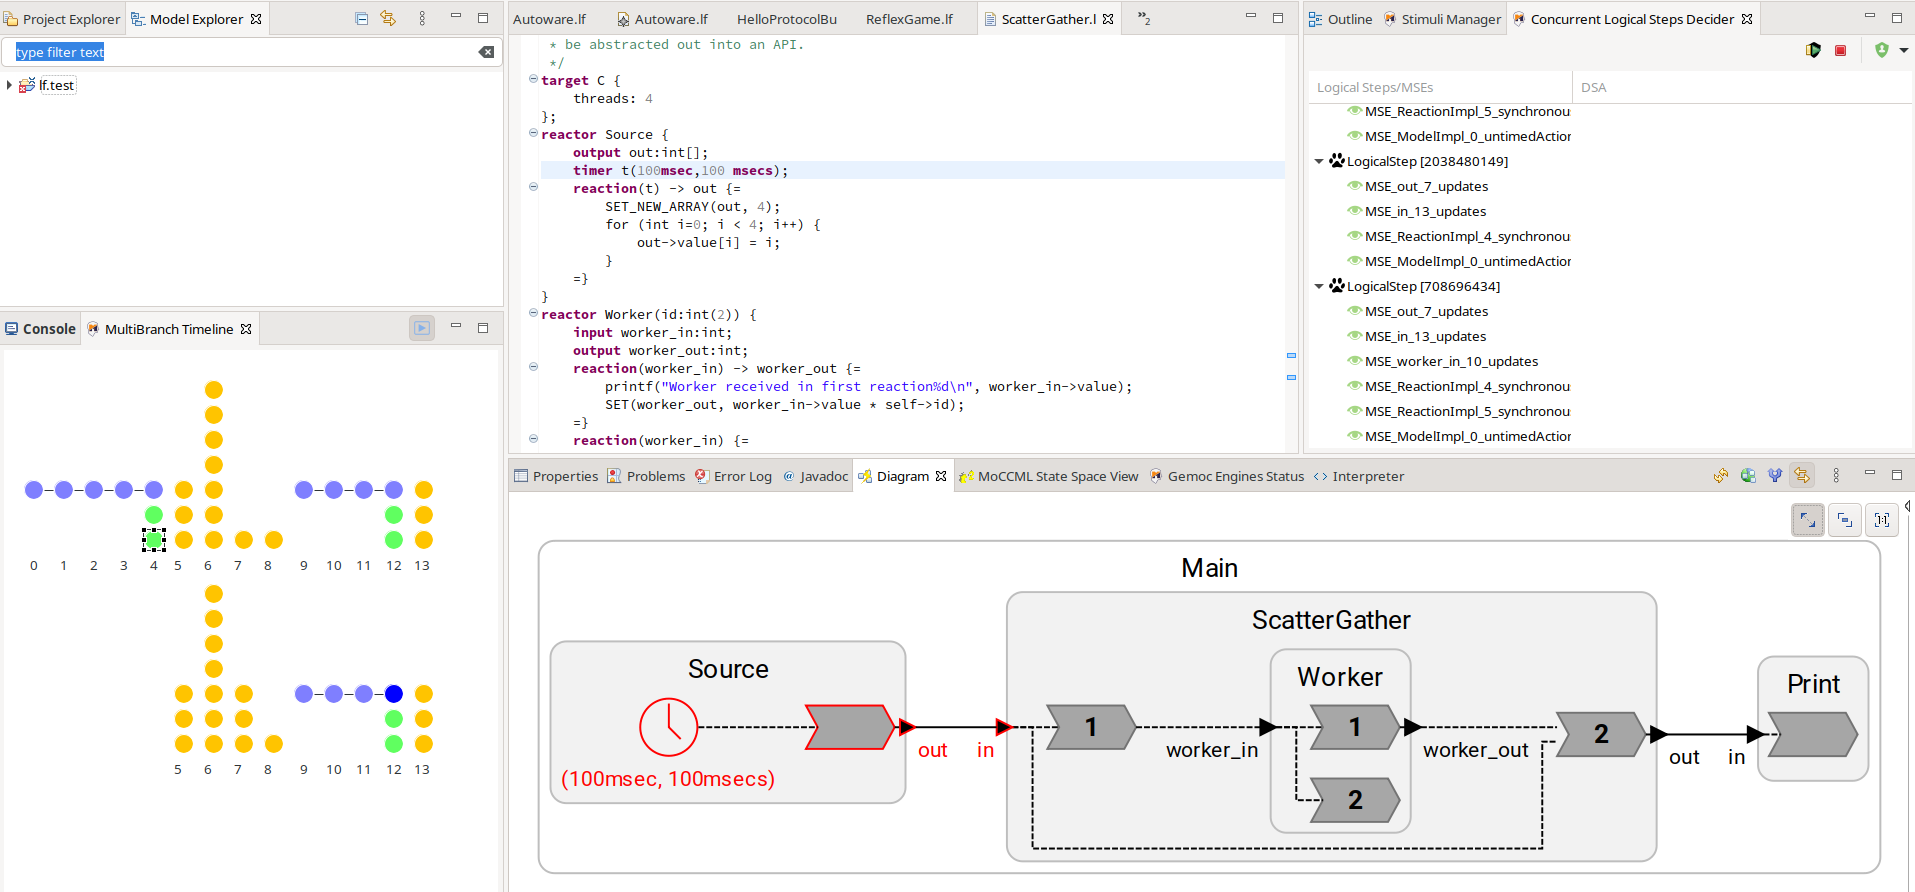 Project Explorer
Model Explorer
type filter text
lf.test
Console
MultiBranch Timeline
0 1 2 3 4 5 6 7 8 9 10 11 12 13
5 6 7 8 9 10 11 12 13
Autoware.lf
Autoware.lf
HelloProtocolBu
ReflexGame.lf
ScatterGather.l
»2
* be abstracted out into an API.
*/
target C {
threads: 4
};
reactor Source {
output out:int[];
timer t(100msec,100 msecs);
reaction(t) -> out {=
SET_NEW_ARRAY(out, 4);
for (int i=0; i < 4; i++) {
out->value[i] = i;
}
=}
}
reactor Worker(id:int(2)) {
input worker_in:int;
output worker_out:int;
reaction(worker_in) -> worker_out {=
printf("Worker received in first reaction%d\n", worker_in->value);
SET(worker_out, worker_in->value * self->id);
=}
reaction(worker_in) {=
Outline
Stimuli Manager
Concurrent Logical Steps Decider
Logical Steps/MSEs
DSA
MSE_ReactionImpl_5_synchronou
MSE_ModelImpl_0_untimedAction
LogicalStep [2038480149]
MSE_out_7_updates
MSE_in_13_updates
MSE_ReactionImpl_4_synchronou
MSE_ModelImpl_0_untimedAction
LogicalStep [708696434]
MSE_out_7_updates
MSE_in_13_updates
MSE_worker_in_10_updates
MSE_ReactionImpl_4_synchronou
MSE_ReactionImpl_5_synchronou
MSE_ModelImpl_0_untimedAction
Properties
Problems
Error Log
@ Javadoc
Diagram
MoCCML State Space View
Gemoc Engines Status
Interpreter
1:1
Main
ScatterGather
Source
Worker
Print
1
1
2
2
out
in
worker_in
worker_out
out
in
(100msec, 100msecs)